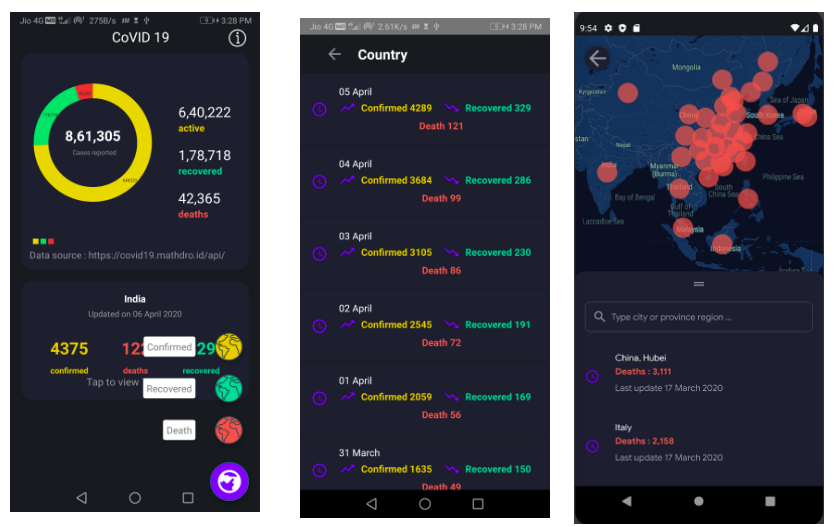 Jio 4G 275B/s 3:28 PM
CoVID 19
8,61,305
Cases reported
6,40,222
active
1,78,718
recovered
42,365
deaths
Data source : https://covid19.mathdro.id/api/
India
Updated on 06 April 2020
4375
confirmed
deaths
29
recovered
Tap to view
Confirmed
Recovered
Death
Jio 4G 2.61K/s 3:28 PM
Country
05 April
Confirmed 4289 Recovered 329
Death 121
04 April
Confirmed 3684 Recovered 286
Death 99
03 April
Confirmed 3105 Recovered 230
Death 86
02 April
Confirmed 2545 Recovered 191
Death 72
01 April
Confirmed 2059 Recovered 169
Death 56
31 March
Confirmed 1635 Recovered 150
Death 49
9:54
Mongolia
Kyrgyzstan
Sea of Japan
China
South Korea
stan
Nepal
China Sea
India
Myanmar
(Burma)
Philippine Sea
Thailand
South
China Sea
Bay of Bengal
Gulf of
Thailand
Laccadive Sea
Malaysia
Indonesia
Type city or province region ...
China, Hubei
Deaths : 3,111
Last update 17 March 2020
Italy
Deaths : 2,158
Last update 17 March 2020